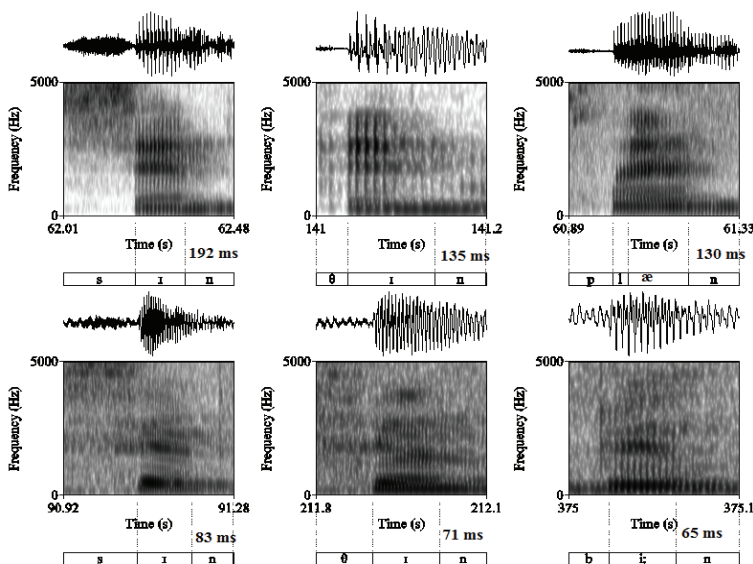 5000 5000 5000
Frequency (Hz) Frequency (Hz) Frequency (Hz)
0 0 0
62.01 62.48 141 141.2 60.89 61.33
Time (s) Time (s) Time (s)
192 ms 135 ms 130 ms
s ɪ n θ ɪ n p l æ n
5000 5000 5000
Frequency (Hz) Frequency (Hz) Frequency (Hz)
0 0 0
90.92 91.28 211.8 212.1 375 375.1
Time (s) Time (s) Time (s)
83 ms 71 ms 65 ms
s ɪ n θ ɪ n b i: n